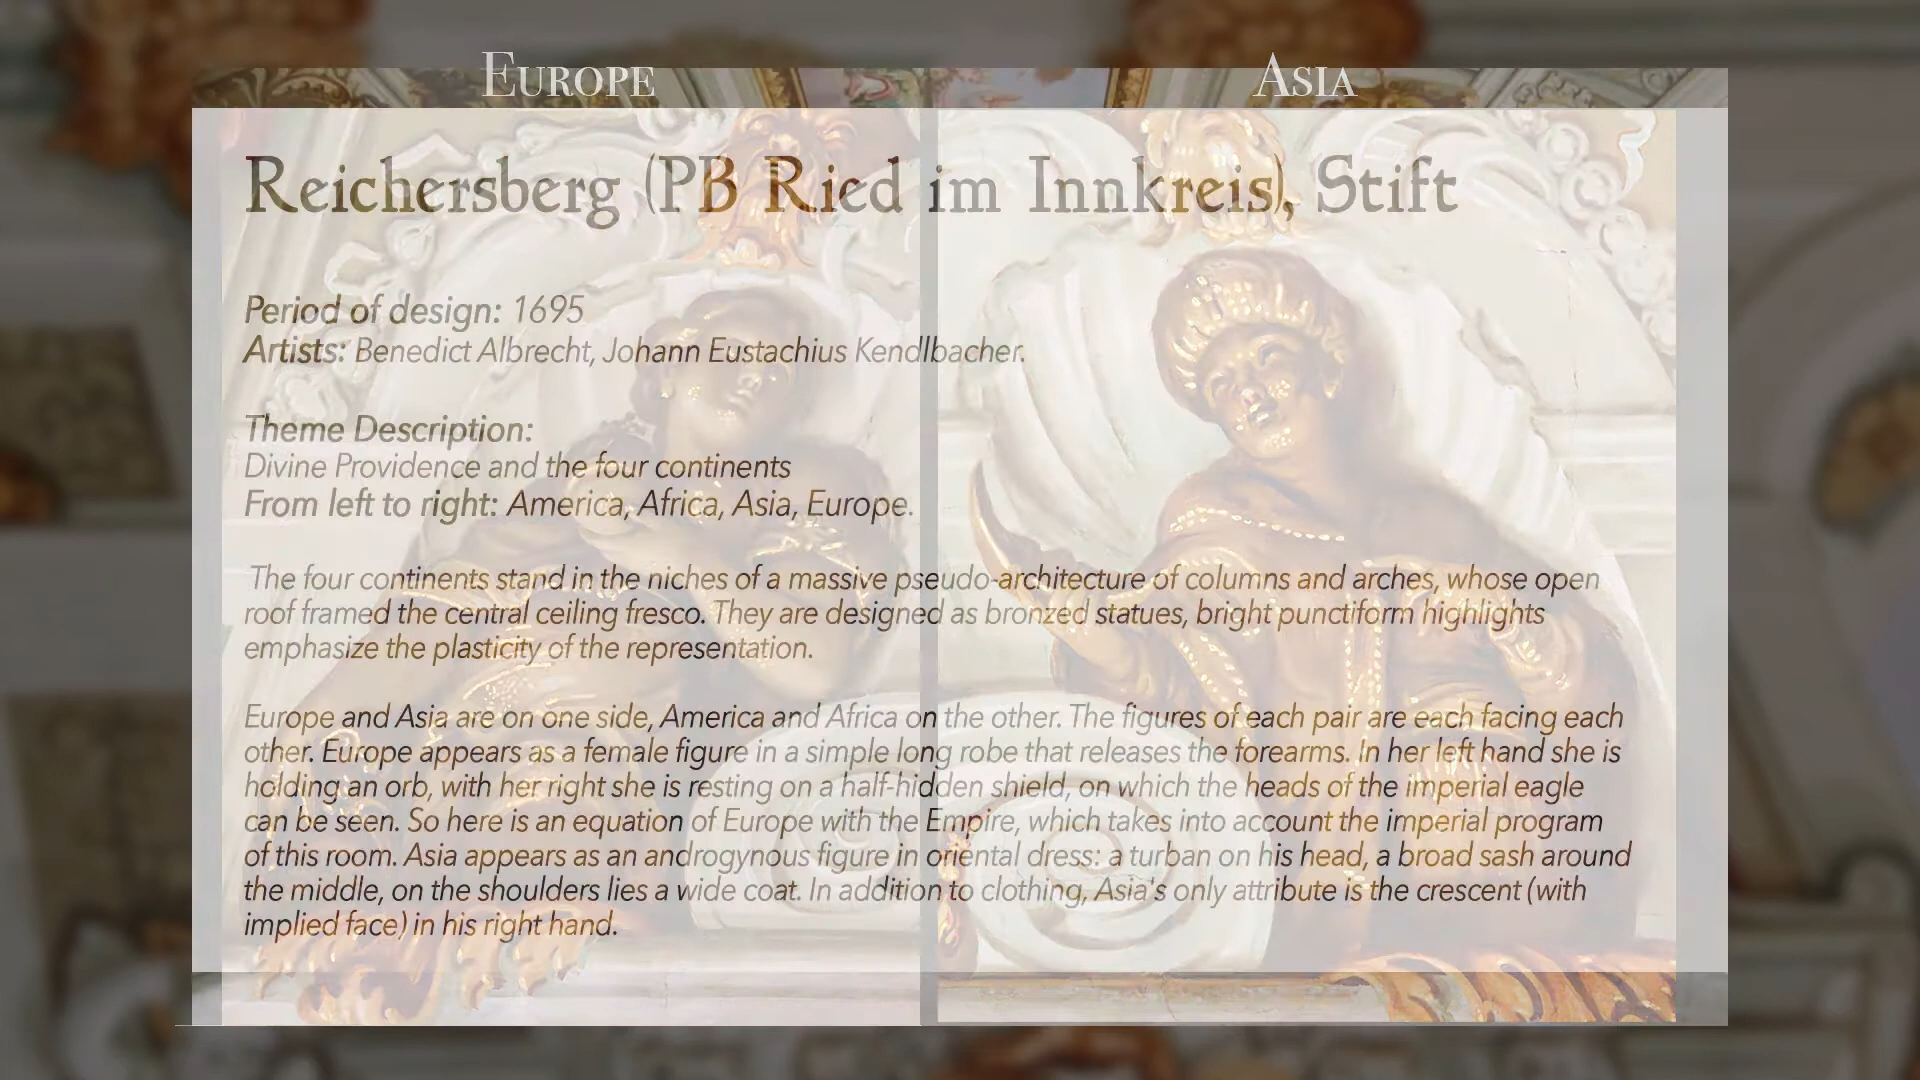 EUROPE
ASIA
Reichersberg (PB Ried im Innkreis), Stift
Period of design: 1695
Artists: Benedict Albrecht, Johann Eustachius Kendlbacher.
Theme Description:
Divine Providence and the four continents
From left to right: America, Africa, Asia, Europe.
The four continents stand in the niches of a massive pseudo-architecture of columns and arches, whose open
roof framed the central ceiling fresco. They are designed as bronzed statues, bright punctiform highlights
emphasize the plasticity of the representation.
Europe and Asia are on one side, America and Africa on the other. The figures of each pair are each facing each
other. Europe appears as a female figure in a simple long robe that releases the forearms. In her left hand she is
holding an orb, with her right she is resting on a half-hidden shield, on which the heads of the imperial eagle
can be seen. So here is an equation of Europe with the Empire, which takes into account the imperial program
of this room. Asia appears as an androgynous figure in oriental dress: a turban on his head, a broad sash around
the middle, on the shoulders lies a wide coat. In addition to clothing, Asia's only attribute is the crescent (with
implied face) in his right hand.